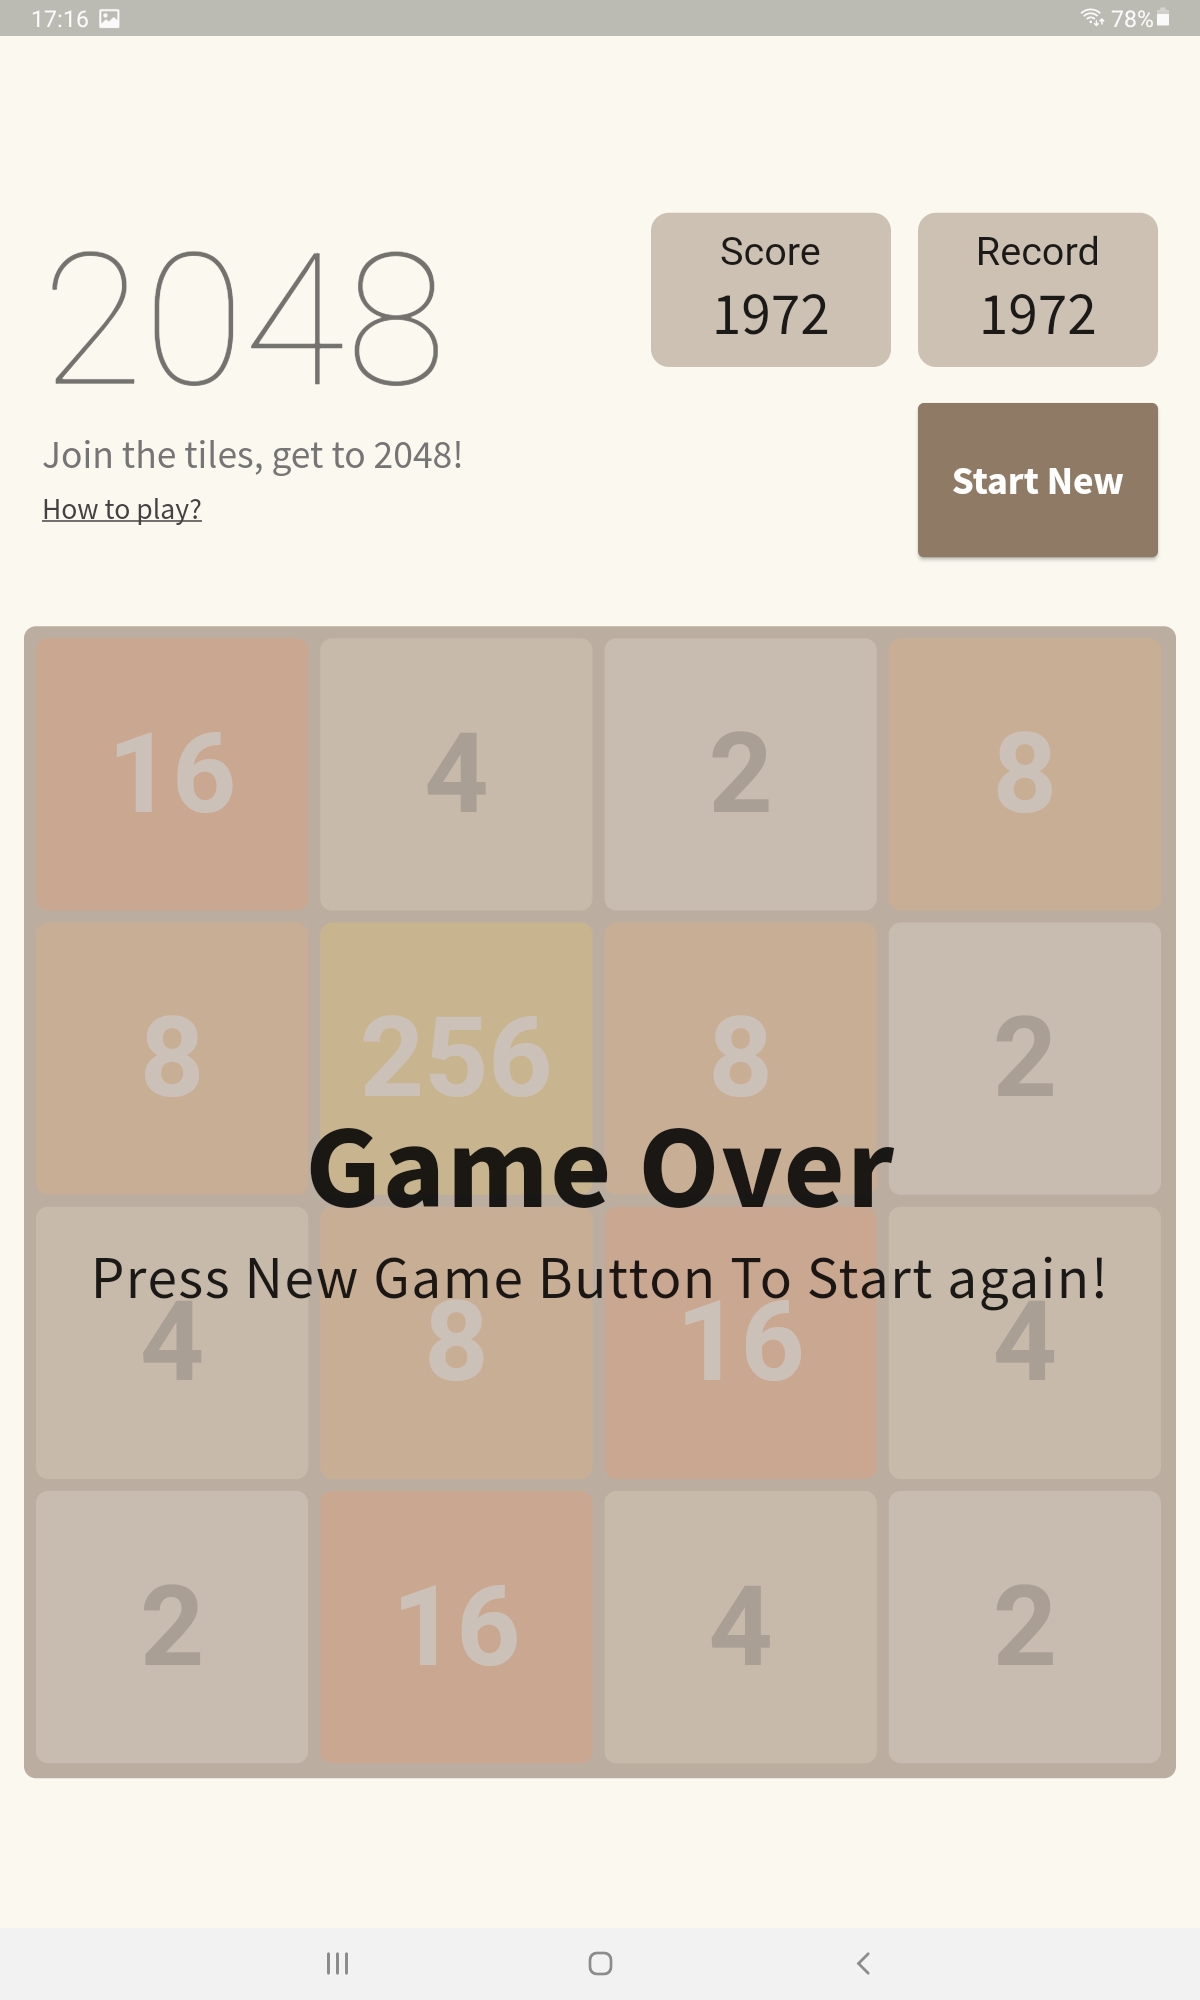 17:16 78%
2048
Score Record
1972 1972
Join the tiles, get to 2048!
How to play?
Start New
16 4 2 8
8 256 8 2
Game Over
Press New Game Button To Start again!
4 8 16 4
2 16 4 2